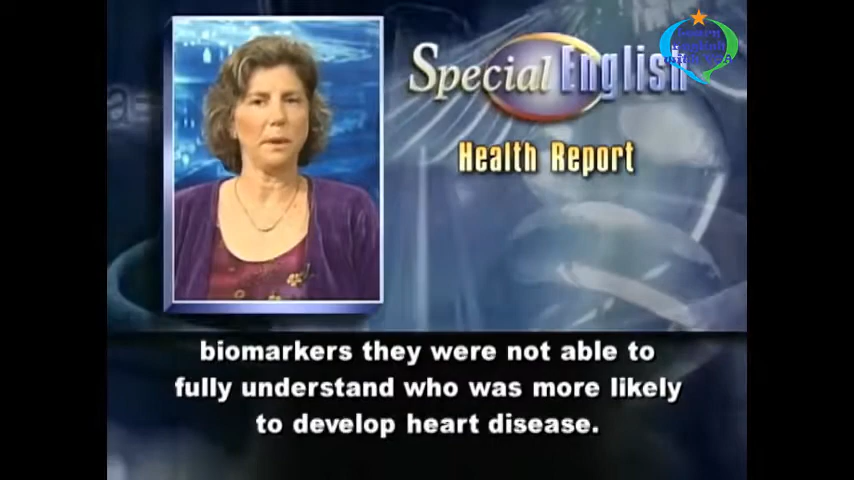 Special English
Health Report
biomarkers they were not able to
fully understand who was more likely
to develop heart disease.